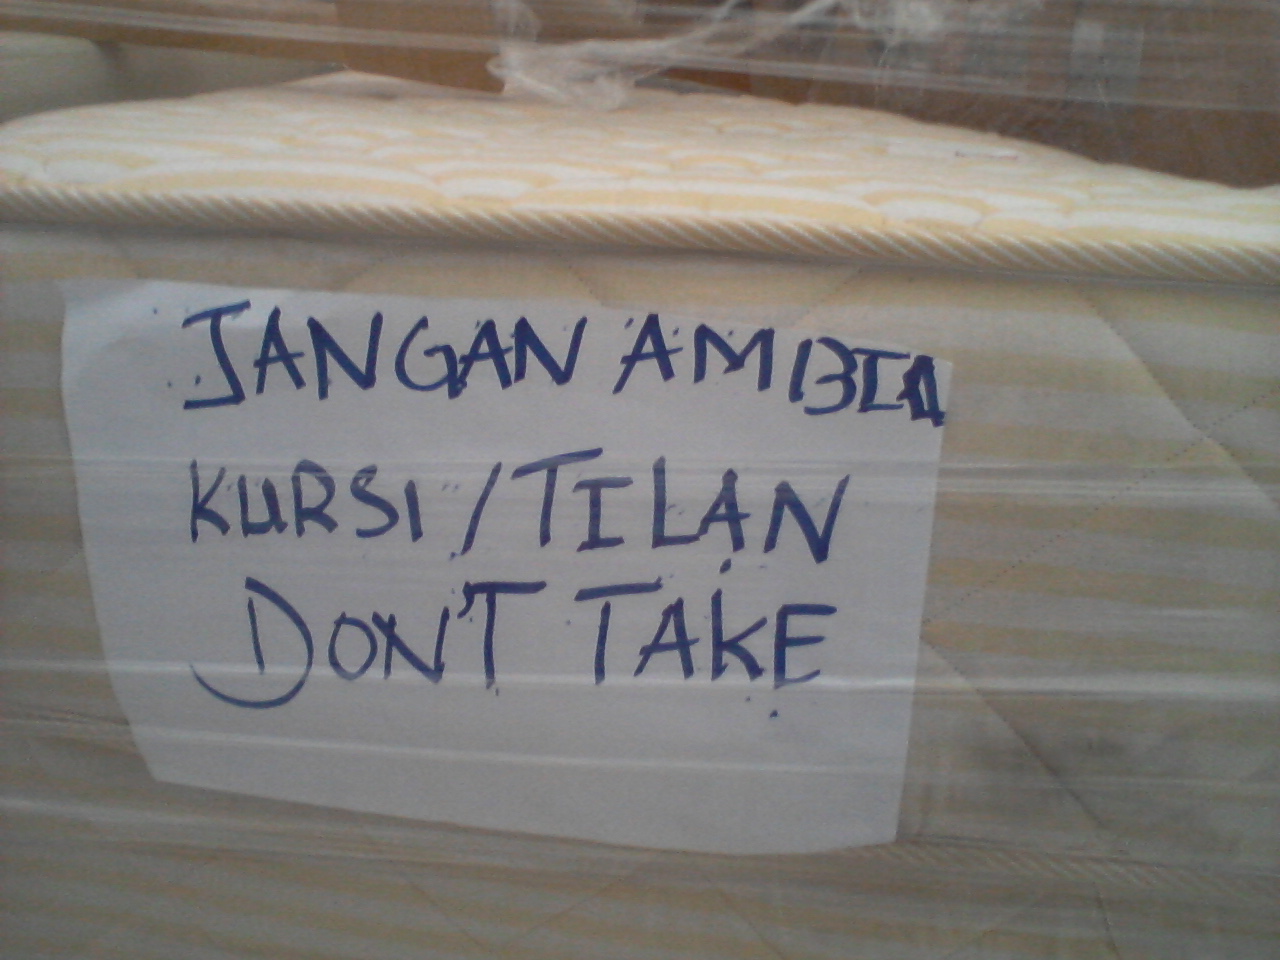 JANGAN AMBIL
KURSI / TILAN
DON'T TAKE